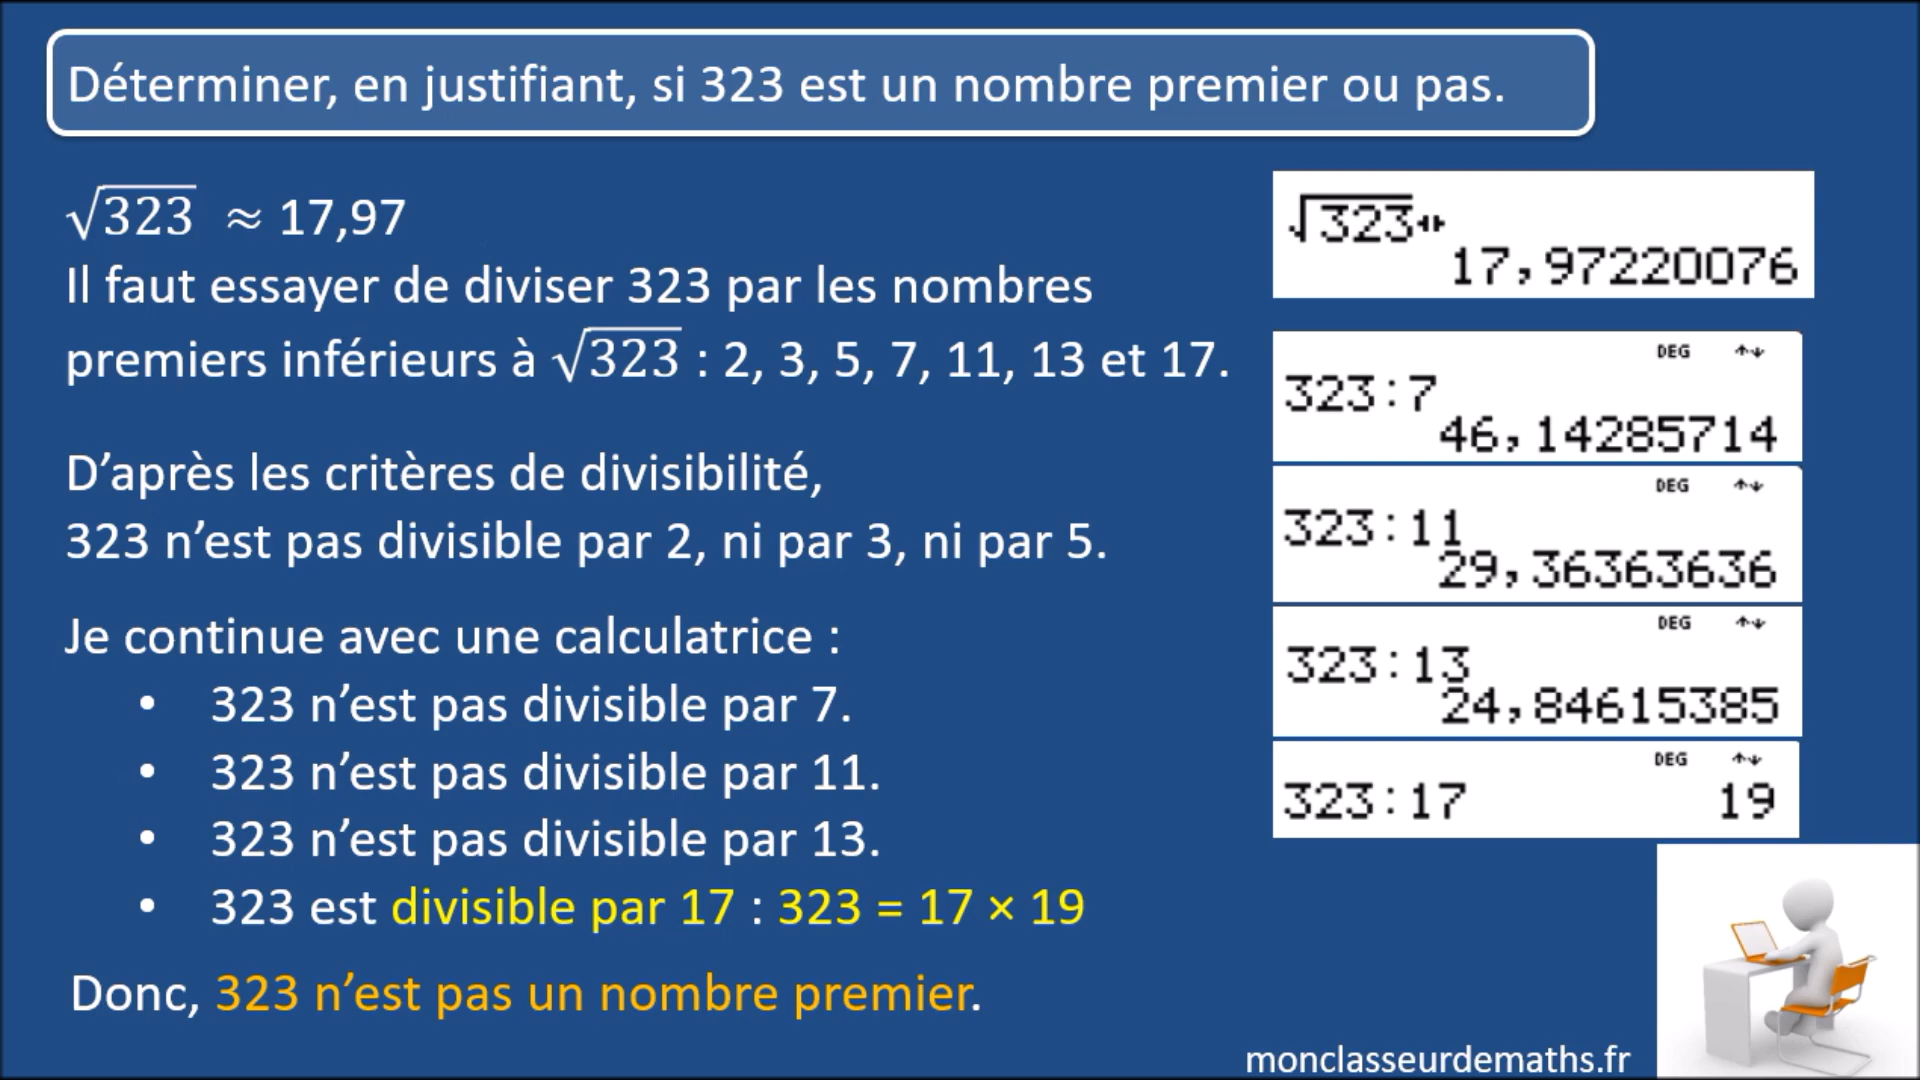 Déterminer, en justifiant, si 323 est un nombre premier ou pas.
√323 ≈ 17,97
Il faut essayer de diviser 323 par les nombres
premiers inférieurs à √323 : 2, 3, 5, 7, 11, 13 et 17.
D’après les critères de divisibilité,
323 n’est pas divisible par 2, ni par 3, ni par 5.
Je continue avec une calculatrice :
• 323 n’est pas divisible par 7.
• 323 n’est pas divisible par 11.
• 323 n’est pas divisible par 13.
• 323 est divisible par 17 : 323 = 17 × 19
Donc, 323 n’est pas un nombre premier.
√323
17,97220076
DEG
323:7
46,14285714
DEG
323:11
29,36363636
DEG
323:13
24,84615385
DEG
323:17 19
monclasseurdemaths.fr